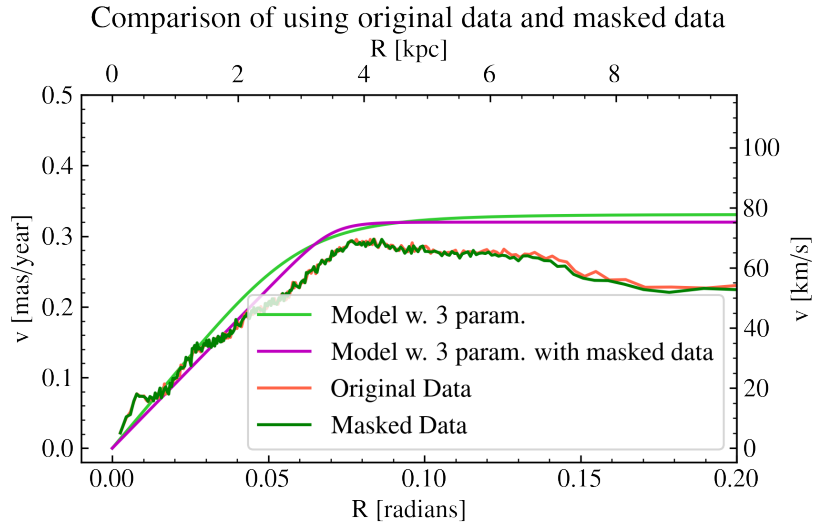 Comparison of using original data and masked data
R [kpc]
0 2 4 6 8
0.5
0.4
0.3
0.2
0.1
0.0
v [mas/year]
100
80
60
40
20
0
v [km/s]
Model w. 3 param.
Model w. 3 param. with masked data
Original Data
Masked Data
0.00 0.05 0.10 0.15 0.20
R [radians]